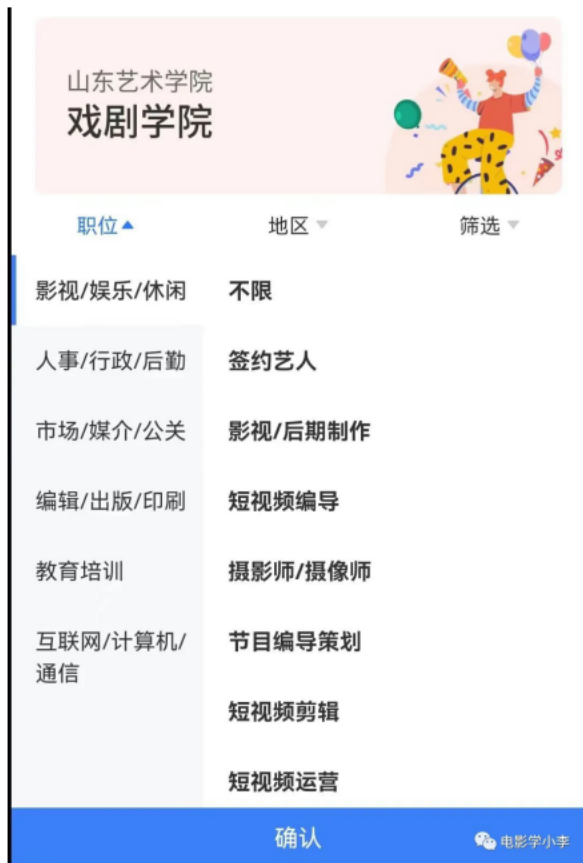 山东艺术学院
戏剧学院
职位 地区 筛选
影视/娱乐/休闲 不限
人事/行政/后勤 签约艺人
市场/媒介/公关 影视/后期制作
编辑/出版/印刷 短视频编导
教育培训 摄影师/摄像师
互联网/计算机/ 节目编导策划
通信
短视频剪辑
短视频运营
确认
电影学小李